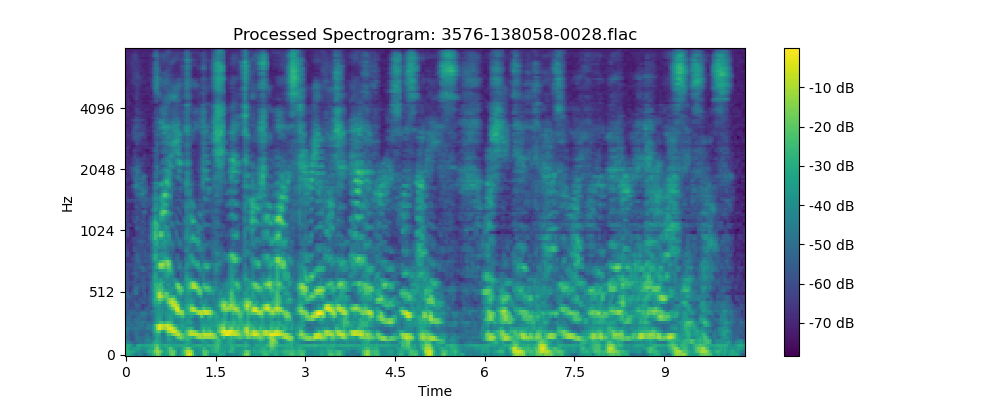 Processed Spectrogram: 3576-138058-0028.flac
Hz
4096
2048
1024
512
0
0 1.5 3 4.5 6 7.5 9
Time
-10 dB
-20 dB
-30 dB
-40 dB
-50 dB
-60 dB
-70 dB